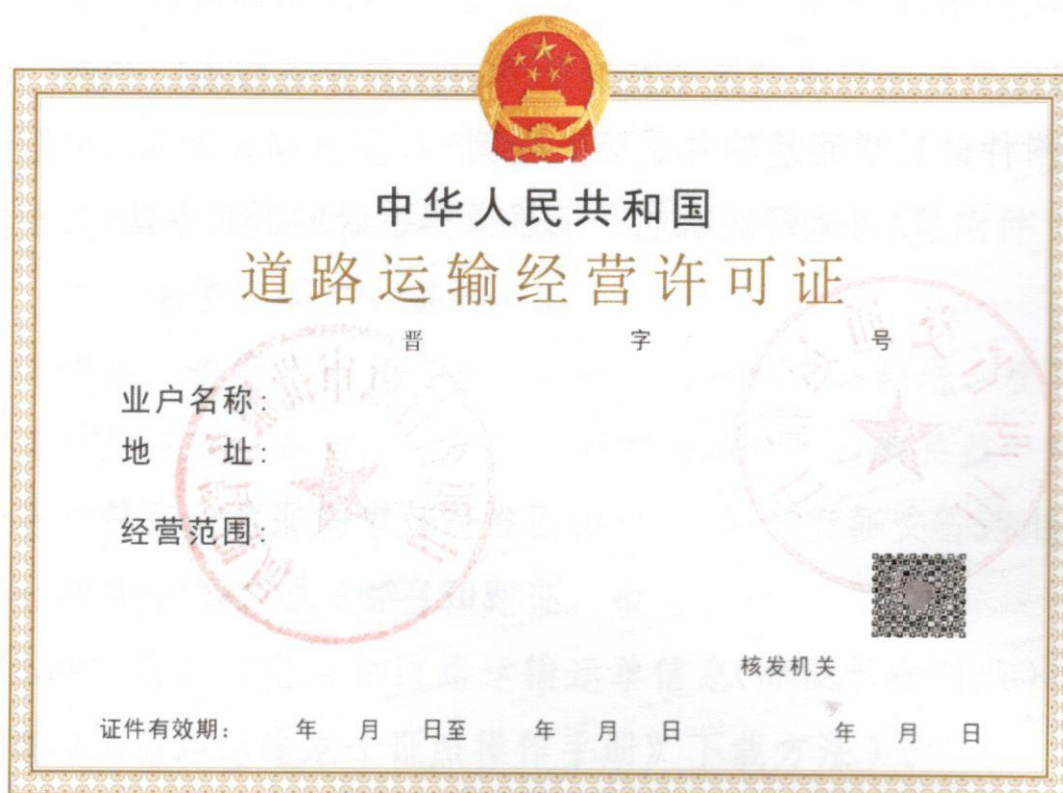 中华人民共和国
道路运输经营许可证
晋 字 号
业户名称:
地 址:
经营范围:
核发机关
证件有效期: 年 月 日至 年 月 日 年 月 日